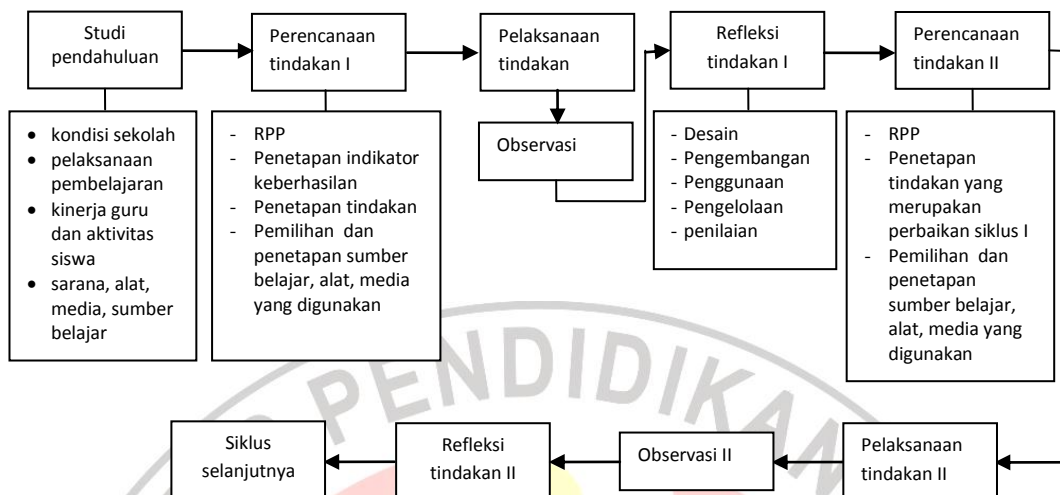 Studi
pendahuluan
Perencanaan
tindakan I
Pelaksanaan
tindakan
Refleksi
tindakan I
Perencanaan
tindakan II
• kondisi sekolah
• pelaksanaan
pembelajaran
• kinerja guru
dan aktivitas
siswa
• sarana, alat,
media, sumber
belajar
- RPP
- Penetapan indikator
keberhasilan
- Penetapan tindakan
- Pemilihan dan
penetapan sumber
belajar, alat, media
yang digunakan
Observasi
- Desain
- Pengembangan
- Penggunaan
- Pengelolaan
- penilaian
- RPP
- Penetapan
tindakan yang
merupakan
perbaikan siklus I
- Pemilihan dan
penetapan
sumber belajar,
alat, media yang
digunakan
PENDIDIKAN
Siklus
selanjutnya
Refleksi
tindakan II
Observasi II
Pelaksanaan
tindakan II